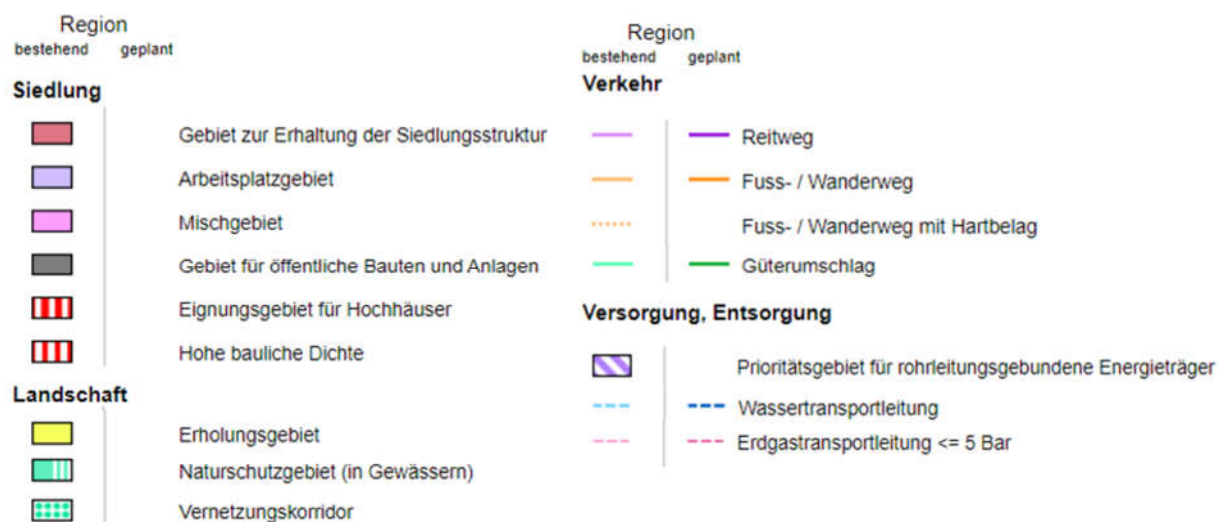 Region
bestehend geplant
Siedlung
Gebiet zur Erhaltung der Siedlungsstruktur
Arbeitsplatzgebiet
Mischgebiet
Gebiet für öffentliche Bauten und Anlagen
Eignungsgebiet für Hochhäuser
Hohe bauliche Dichte
Landschaft
Erholungsgebiet
Naturschutzgebiet (in Gewässern)
Vernetzungskorridor
Region
bestehend geplant
Verkehr
Reitweg
Fuss- / Wanderweg
Fuss- / Wanderweg mit Hartbelag
Güterumschlag
Versorgung, Entsorgung
Prioritätsgebiet für rohrleitungsgebundene Energieträger
Wassertransportleitung
Erdgastransportleitung <= 5 Bar